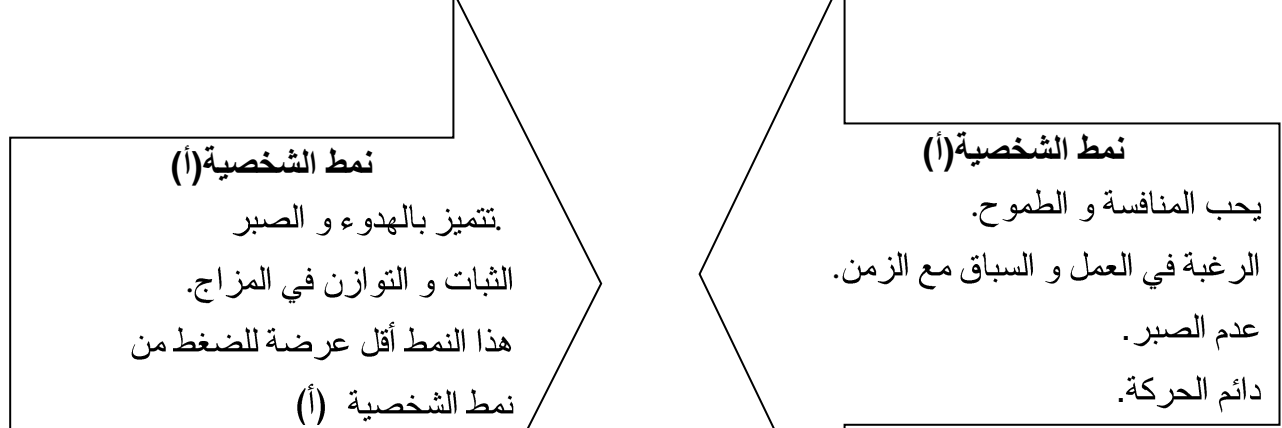 نمط الشخصية(أ)
يحب المنافسة و الطموح.
الرغبة في العمل و السباق مع الزمن.
عدم الصبر.
دائم الحركة.
نمط الشخصية(أ)
.تتميز بالهدوء و الصبر
الثبات و التوازن في المزاج.
هذا النمط أقل عرضة للضغط من
نمط الشخصية (أ)